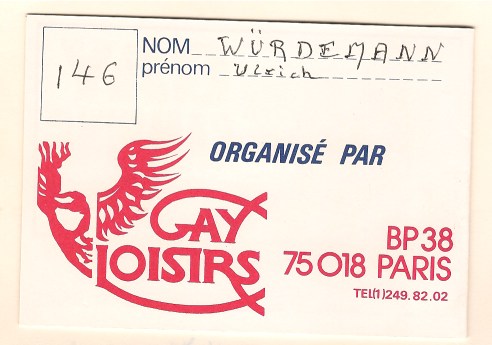 146
NOM WÜRDEMANN
prénom Ulrich
ORGANISÉ PAR
GAY
LOISIRS
BP 38
75018 PARIS
TEL(1)249.82.02